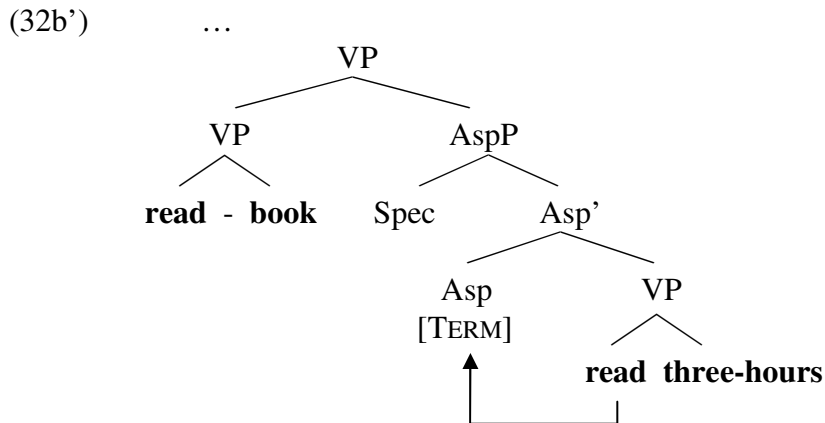 (32b’) …
VP
VP AspP
read - book Spec Asp’
Asp VP
[TERM]
read three-hours